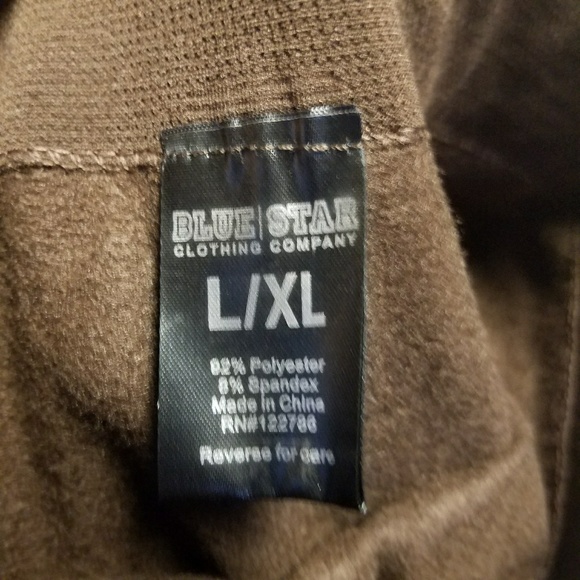 BLUE|STAR
CLOTHING COMPANY
L/XL
92% Polyester
8% Spandex
Made in China
RN#122786
Reverse for care